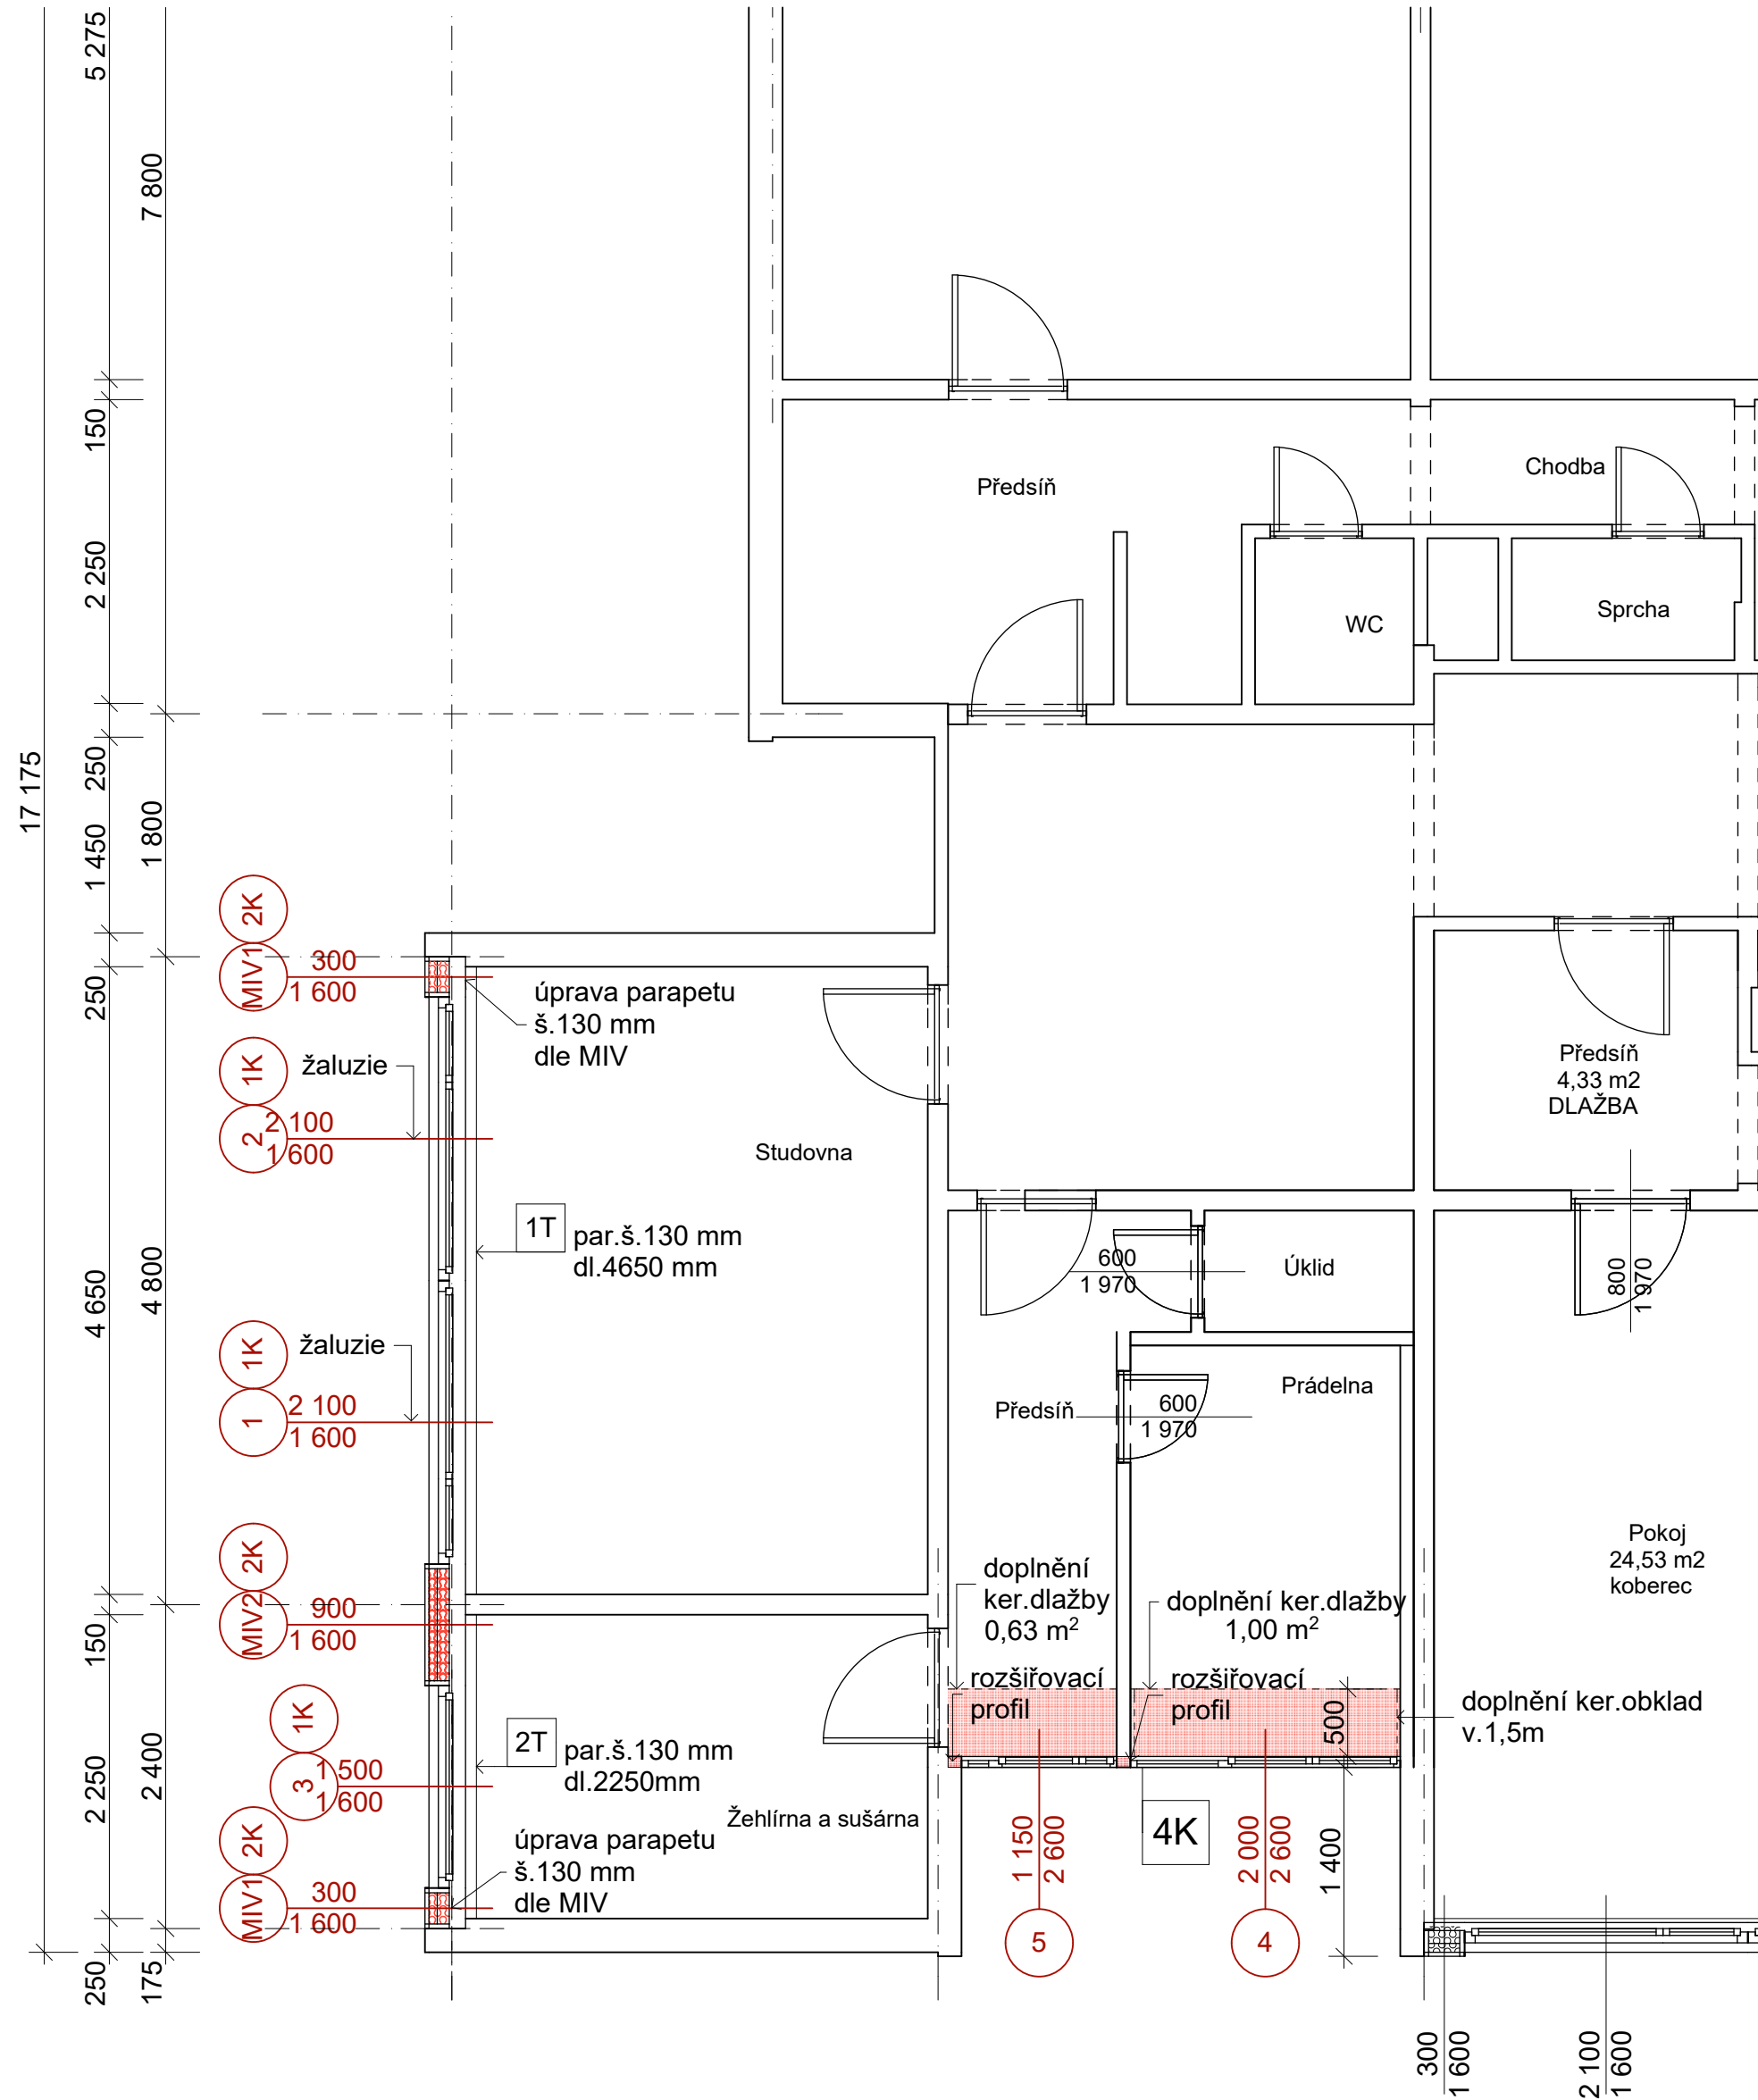 5 275
7 800
150
2 250
250
1 450
1 800
17 175
250
4 650
4 800
150
2 250
2 400
250
175
Předsíň
Chodba
WC
Sprcha
2K
MIV1
300
1 600
úprava parapetu
š.130 mm
dle MIV
1K
žaluzie
2
2 100
1 600
Studovna
Předsíň
4,33 m2
DLAŽBA
1T
par.š.130 mm
dl.4650 mm
600
1 970
Úklid
800
1 970
1K
žaluzie
1
2 100
1 600
Předsíň
600
1 970
Prádelna
2K
MIV2
900
1 600
doplnění
ker.dlažby
0,63 m²
doplnění ker.dlažby
1,00 m²
Pokoj
24,53 m2
koberec
rozšiřovací
profil
rozšiřovací
profil
500
doplnění ker.obklad
v.1,5m
1K
3
1 500
1 600
2T
par.š.130 mm
dl.2250mm
Žehlírna a sušárna
2K
MIV1
300
1 600
úprava parapetu
š.130 mm
dle MIV
1 150
2 600
5
4K
2 000
2 600
4
1 400
300
1 600
2 100
1 600